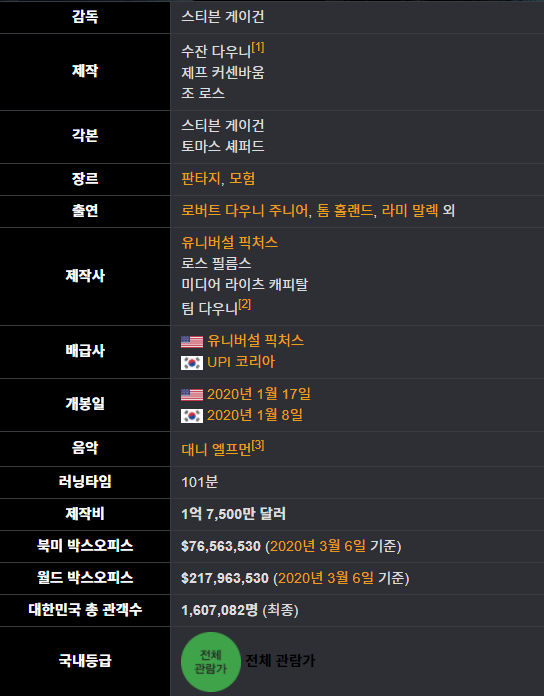 감독 스티븐 게이건
제작 수잔 다우니[1]
제프 커센바움
조 로스
각본 스티븐 게이건
토마스 셰퍼드
장르 판타지, 모험
출연 로버트 다우니 주니어, 톰 홀랜드, 라미 말렉 외
제작사 유니버설 픽처스
로스 필름스
미디어 라이츠 캐피탈
팀 다우니[2]
배급사 유니버설 픽처스
UPI 코리아
개봉일 2020년 1월 17일
2020년 1월 8일
음악 대니 엘프먼[3]
러닝타임 101분
제작비 1억 7,500만 달러
북미 박스오피스 $76,563,530 (2020년 3월 6일 기준)
월드 박스오피스 $217,963,530 (2020년 3월 6일 기준)
대한민국 총 관객수 1,607,082명 (최종)
국내등급 전체 관람가 전체 관람가